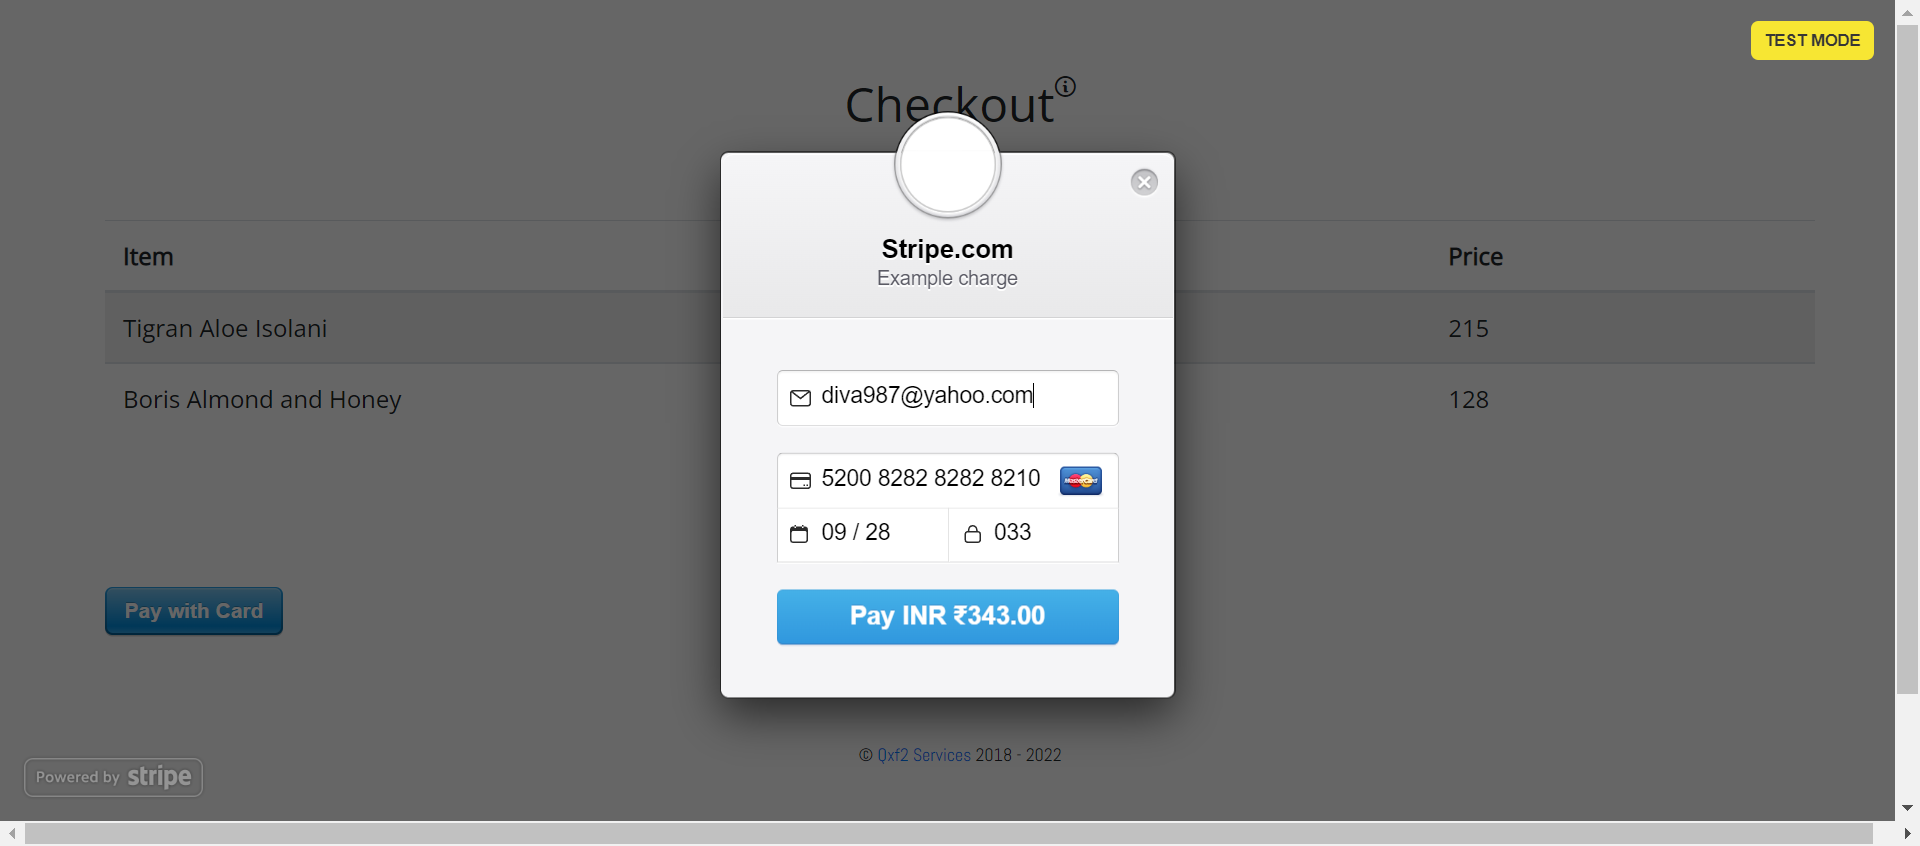 TEST MODE
Checkout
Stripe.com
Example charge
Item Price
Tigran Aloe Isolani 215
Boris Almond and Honey 128
diva987@yahoo.com
5200 8282 8282 8210 MasterCard
09 / 28 033
Pay with Card
Pay INR ₹343.00
© Qxf2 Services 2018 - 2022
Powered by stripe